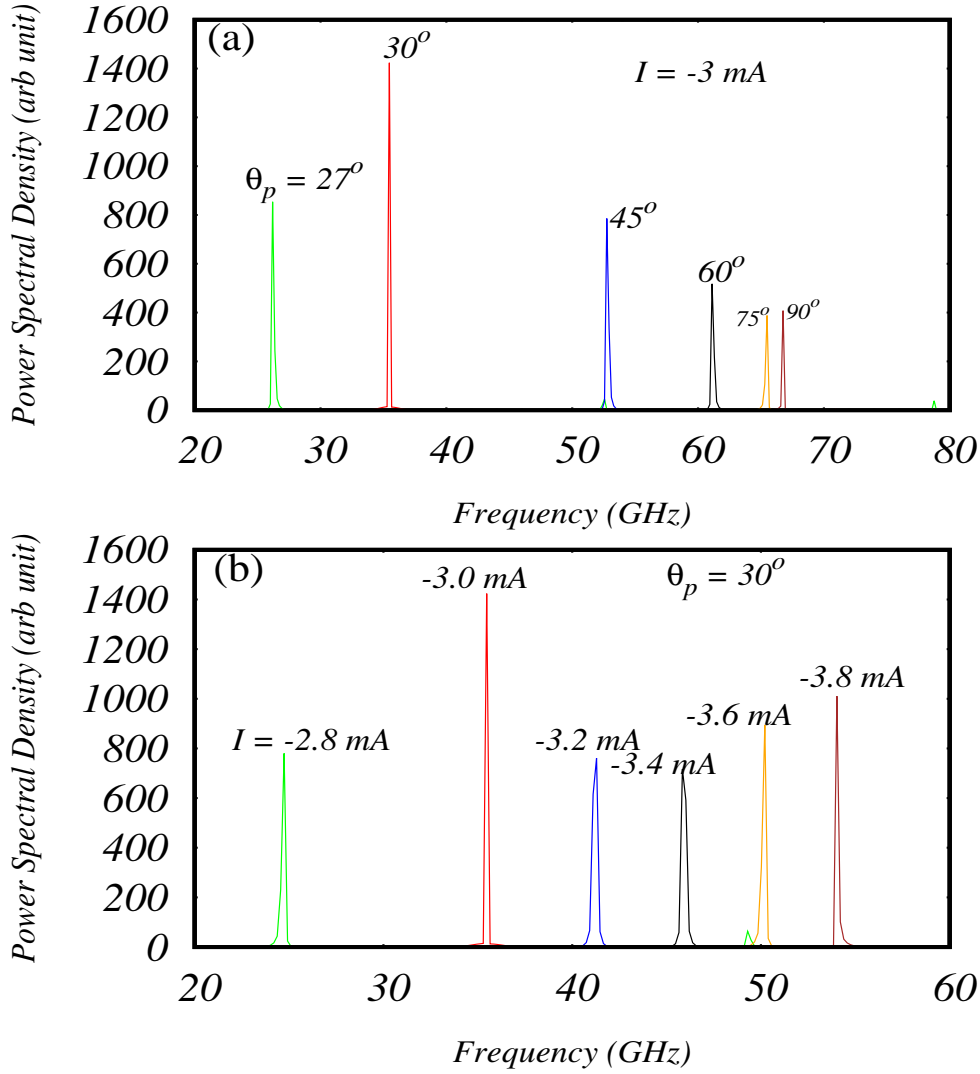 (a)
I = -3 mA
θp = 27°
30°
45°
60°
75°
90°
Power Spectral Density (arb unit)
1600
1400
1200
1000
800
600
400
200
0
20 30 40 50 60 70 80
Frequency (GHz)
(b)
θp = 30°
I = -2.8 mA
-3.0 mA
-3.2 mA
-3.4 mA
-3.6 mA
-3.8 mA
Power Spectral Density (arb unit)
1600
1400
1200
1000
800
600
400
200
0
20 30 40 50 60
Frequency (GHz)